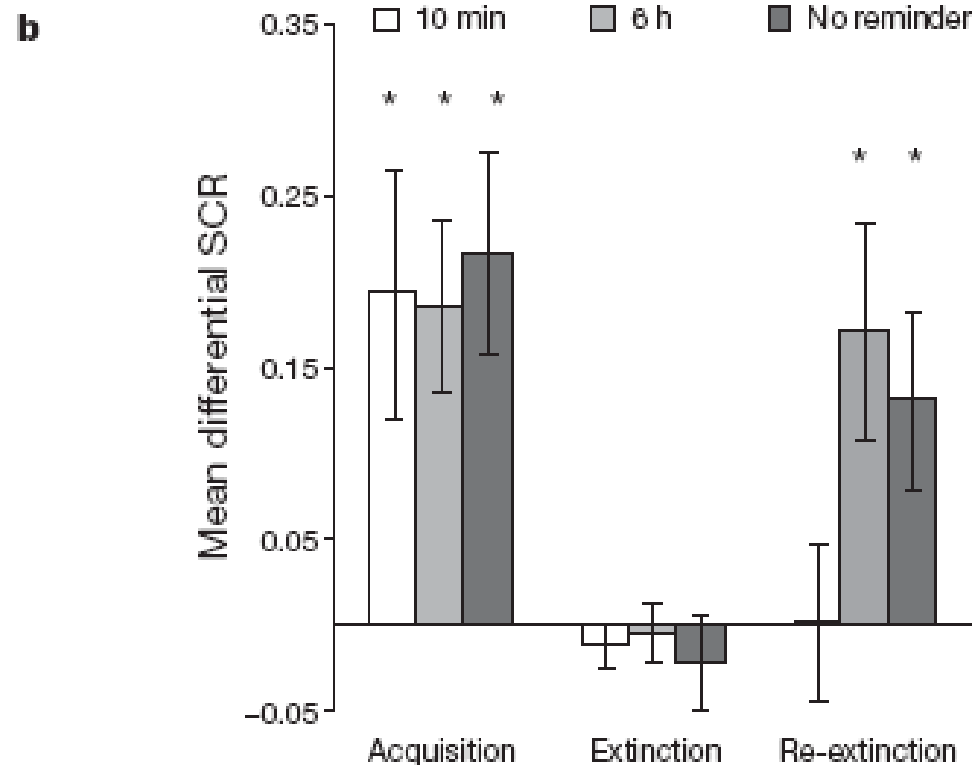 b
10 min 6 h No reminder
0.35
* * *
* *
0.25
0.15
0.05
−0.05
Mean differential SCR
Acquisition Extinction Re-extinction